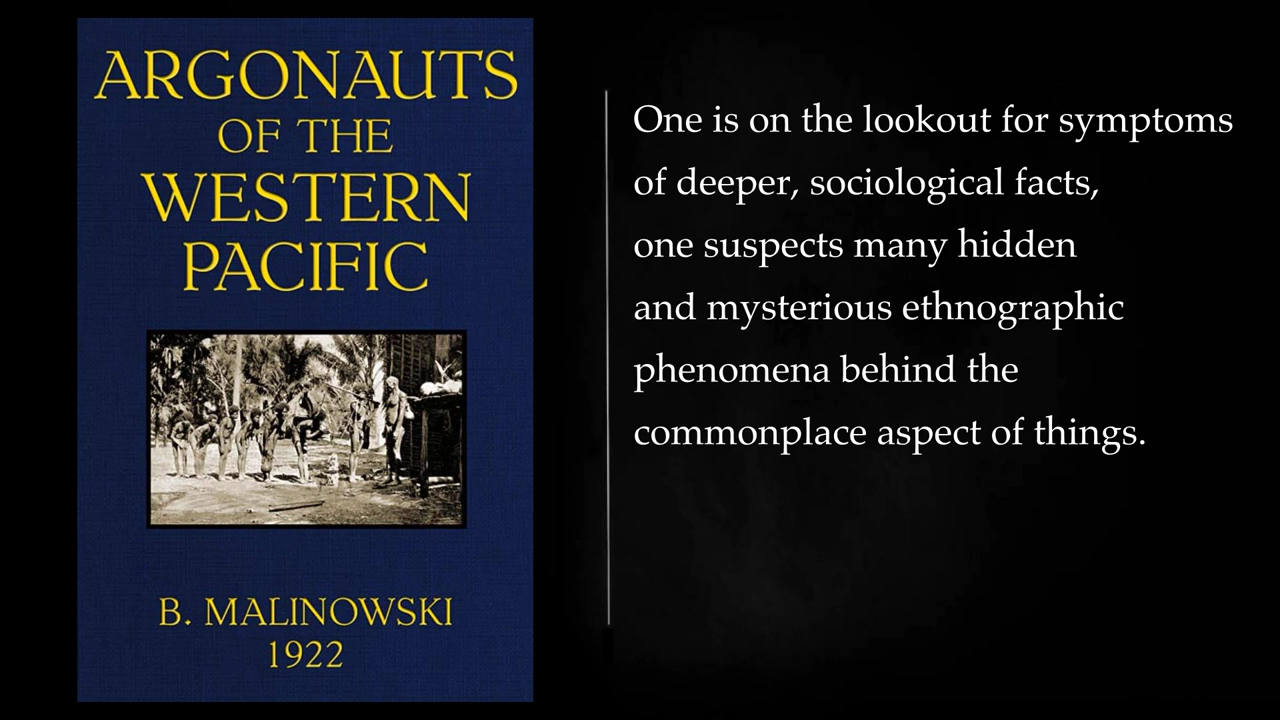 ARGONAUTS
OF THE
WESTERN
PACIFIC
B. MALINOWSKI
1922
One is on the lookout for symptoms
of deeper, sociological facts,
one suspects many hidden
and mysterious ethnographic
phenomena behind the
commonplace aspect of things.